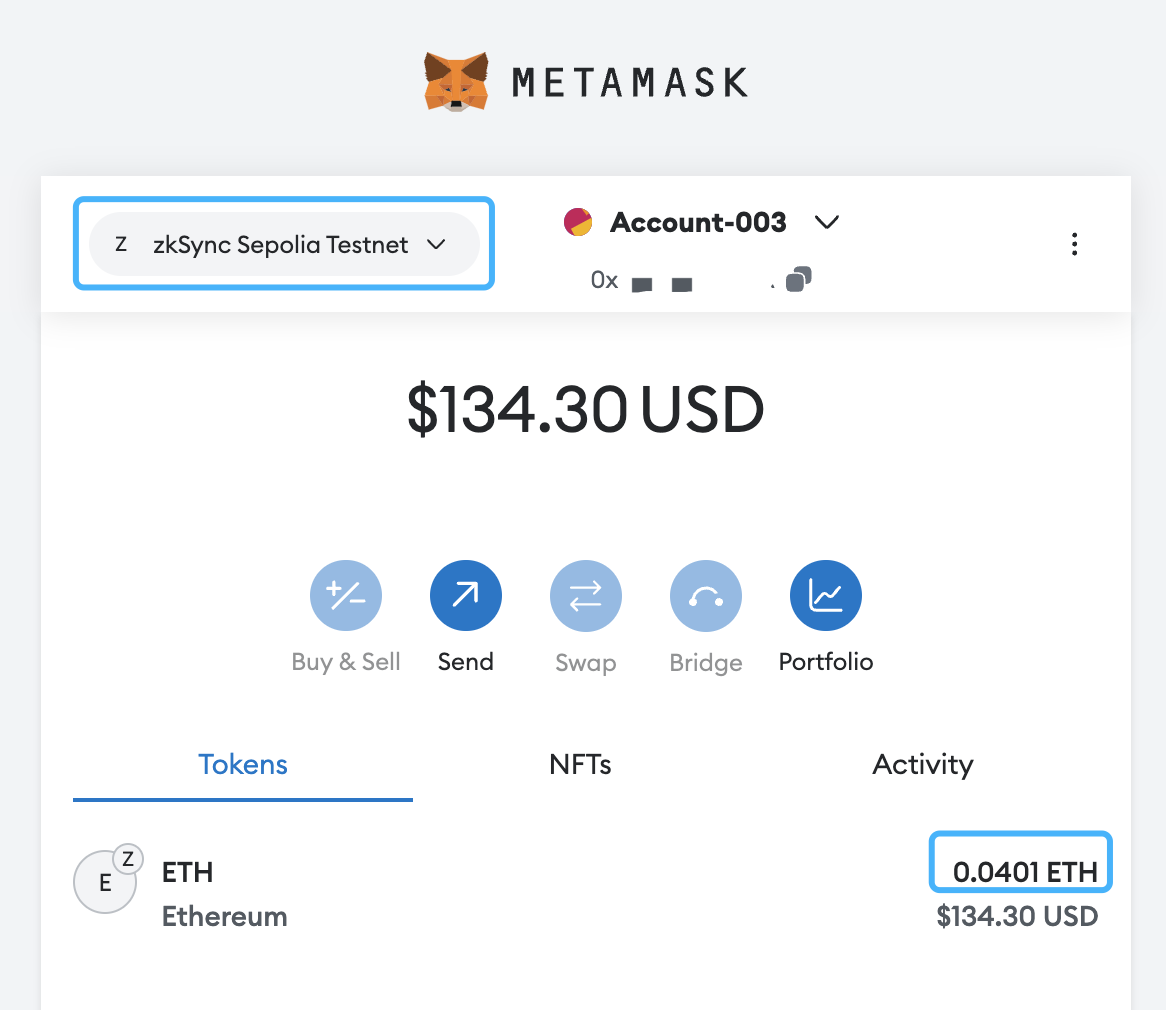 METAMASK
Z zkSync Sepolia Testnet
Account-003
0x
$134.30 USD
Buy & Sell
Send
Swap
Bridge
Portfolio
Tokens
NFTs
Activity
E
Z
ETH
0.0401 ETH
Ethereum
$134.30 USD